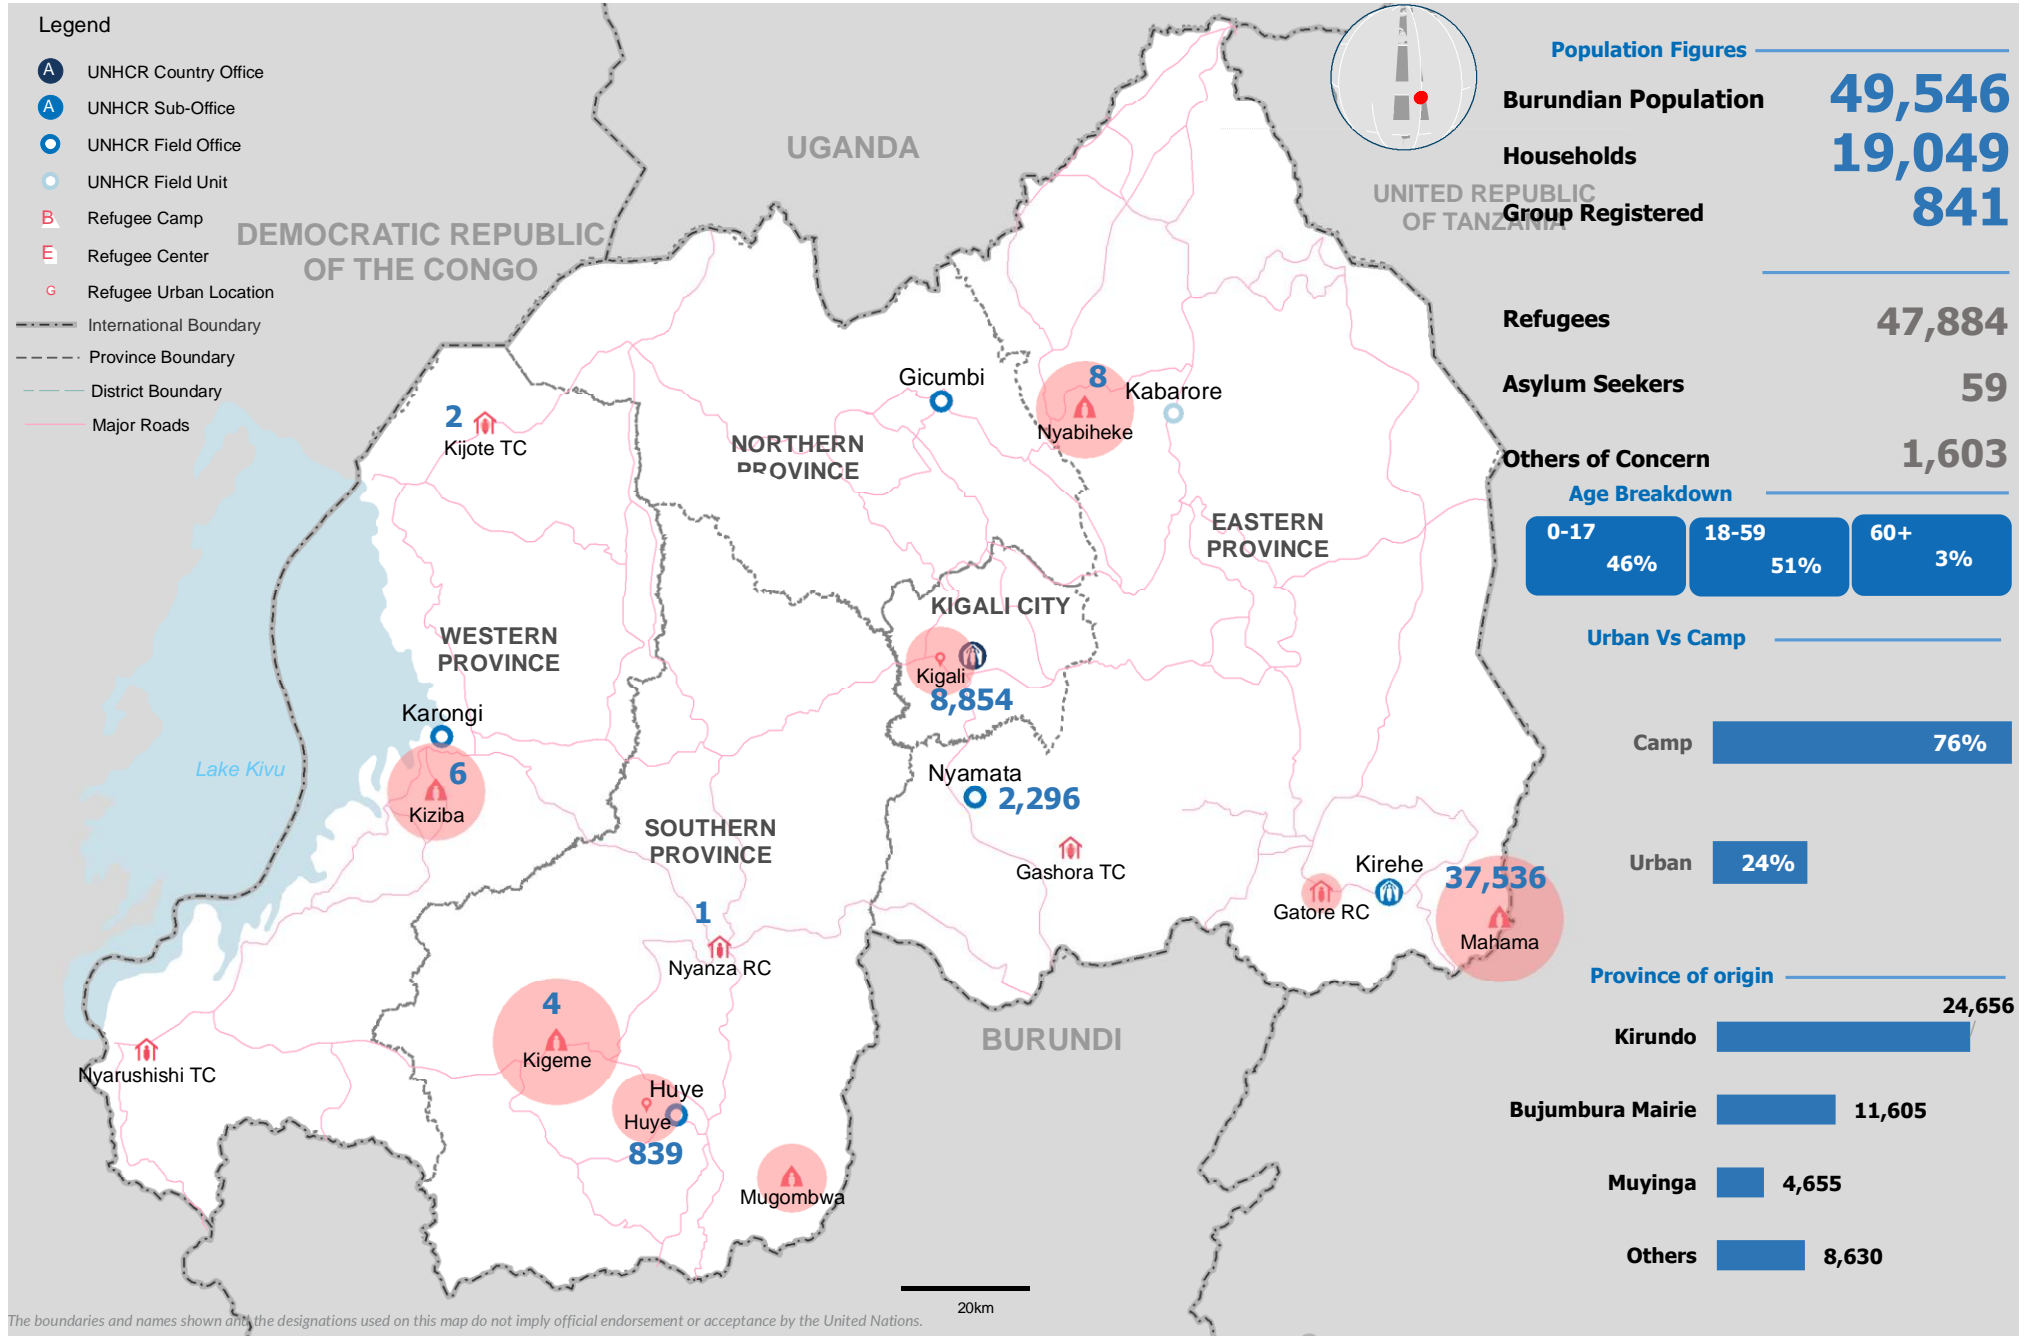 Legend
A UNHCR Country Office
A UNHCR Sub-Office
UNHCR Field Office
UNHCR Field Unit
B Refugee Camp
E Refugee Center
G Refugee Urban Location
International Boundary
Province Boundary
District Boundary
Major Roads
UGANDA
DEMOCRATIC REPUBLIC
OF THE CONGO
UNITED REPUBLIC
OF TANZANIA
BURUNDI
Lake Kivu
NORTHERN
PROVINCE
EASTERN
PROVINCE
KIGALI CITY
WESTERN
PROVINCE
SOUTHERN
PROVINCE
2
Kijote TC
Gicumbi
8
Nyabiheke
Kabarore
Kigali
8,854
Karongi
6
Kiziba
Nyamata
2,296
Gashora TC
Gatore RC
Kirehe
37,536
Mahama
1
Nyanza RC
4
Kigeme
Huye
Huye
839
Mugombwa
Nyarushishi TC
20km
The boundaries and names shown and the designations used on this map do not imply official endorsement or acceptance by the United Nations.
Population Figures
Burundian Population 49,546
Households 19,049
Group Registered 841
Refugees 47,884
Asylum Seekers 59
Others of Concern 1,603
Age Breakdown
0-17 18-59 60+
46% 51% 3%
Urban Vs Camp
Camp 76%
Urban 24%
Province of origin
Kirundo 24,656
Bujumbura Mairie 11,605
Muyinga 4,655
Others 8,630